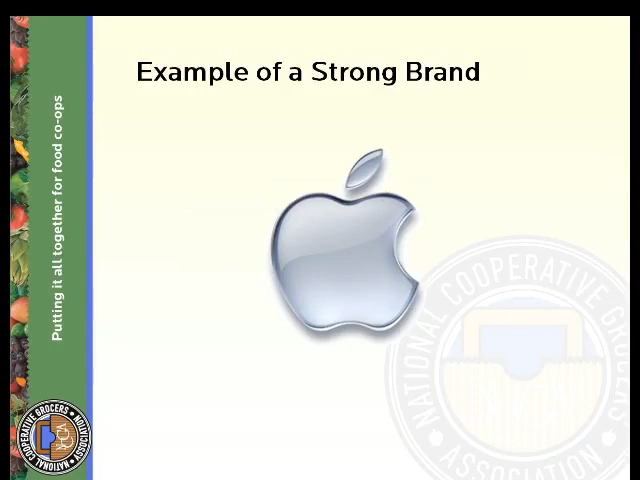 Example of a Strong Brand
Putting it all together for food co-ops
NATIONAL COOPERATIVE GROCERS ASSOCIATION
NATIONAL COOPERATIVE GROCERS ASSOCIATION